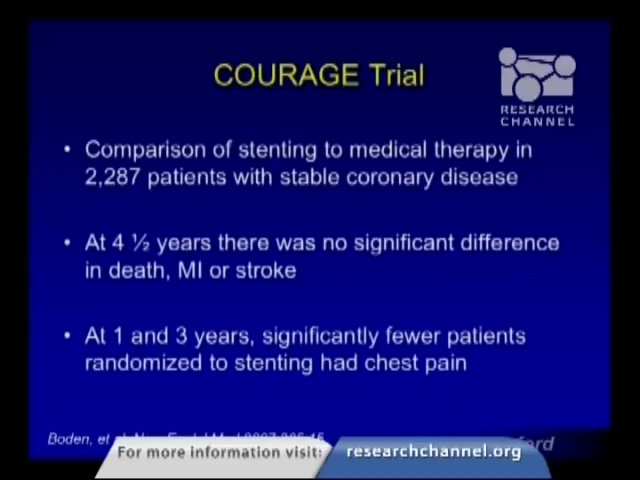 COURAGE Trial
RESEARCH
CHANNEL
• Comparison of stenting to medical therapy in
2,287 patients with stable coronary disease
• At 4 ½ years there was no significant difference
in death, MI or stroke
• At 1 and 3 years, significantly fewer patients
randomized to stenting had chest pain
Boden, et
For more information visit:
researchchannel.org